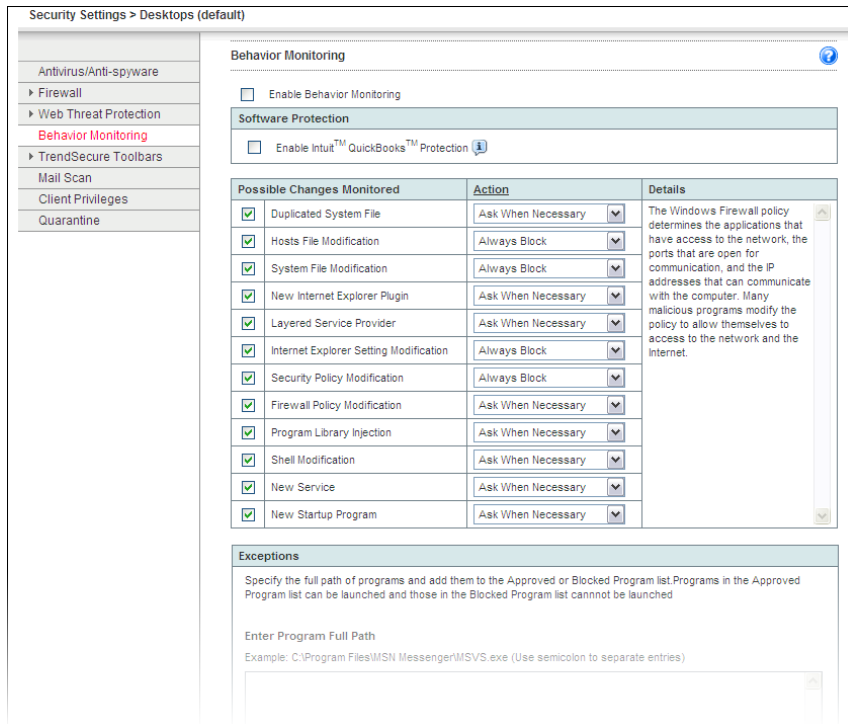 Security Settings > Desktops (default)
Antivirus/Anti-spyware
Firewall
Web Threat Protection
Behavior Monitoring
TrendSecure Toolbars
Mail Scan
Client Privileges
Quarantine
Behavior Monitoring
?
Enable Behavior Monitoring
Software Protection
Enable Intuit™ QuickBooks™ Protection i
Possible Changes Monitored Action Details
Duplicated System File Ask When Necessary
Hosts File Modification Always Block
System File Modification Always Block
New Internet Explorer Plugin Ask When Necessary
Layered Service Provider Ask When Necessary
Internet Explorer Setting Modification Always Block
Security Policy Modification Always Block
Firewall Policy Modification Ask When Necessary
Program Library Injection Ask When Necessary
Shell Modification Ask When Necessary
New Service Ask When Necessary
New Startup Program Ask When Necessary
The Windows Firewall policy
determines the applications that
have access to the network, the
ports that are open for
communication, and the IP
addresses that can communicate
with the computer. Many
malicious programs modify the
policy to allow themselves to
access to the network and the
Internet.
Exceptions
Specify the full path of programs and add them to the Approved or Blocked Program list.Programs in the Approved
Program list can be launched and those in the Blocked Program list cannnot be launched
Enter Program Full Path
Example: C:\Program Files\MSN Messenger\MSVS.exe (Use semicolon to separate entries)